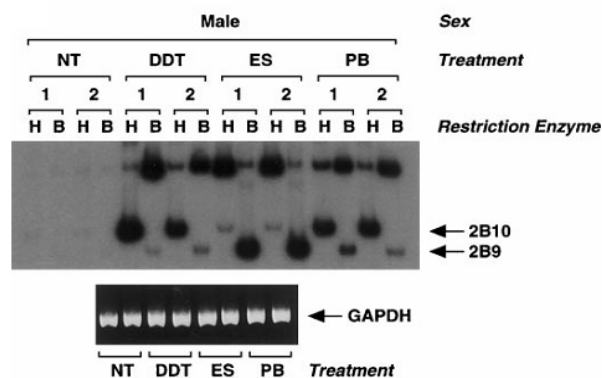 Male Sex
NT DDT ES PB Treatment
1 2 1 2 1 2 1 2
H B H B H B H B H B H B H B H B Restriction Enzyme
2B10
2B9
GAPDH
NT DDT ES PB Treatment